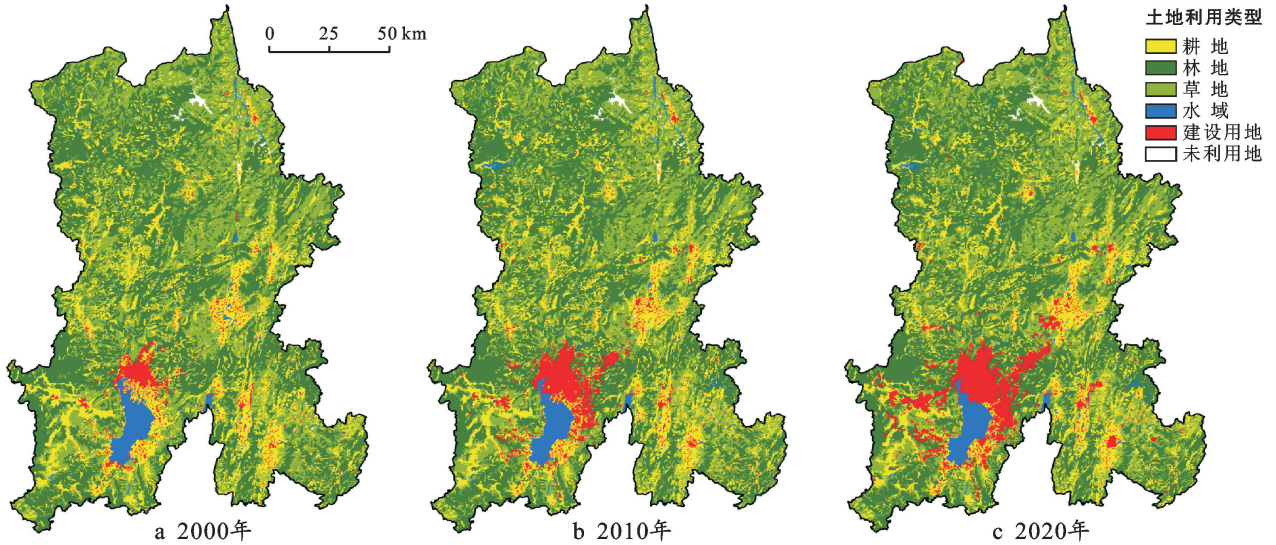 0 50 km
土地利用类型
耕 地
林 地
草 地
水 域
建设用地
未利用地
a 2000年
b 2010年
c 2020年